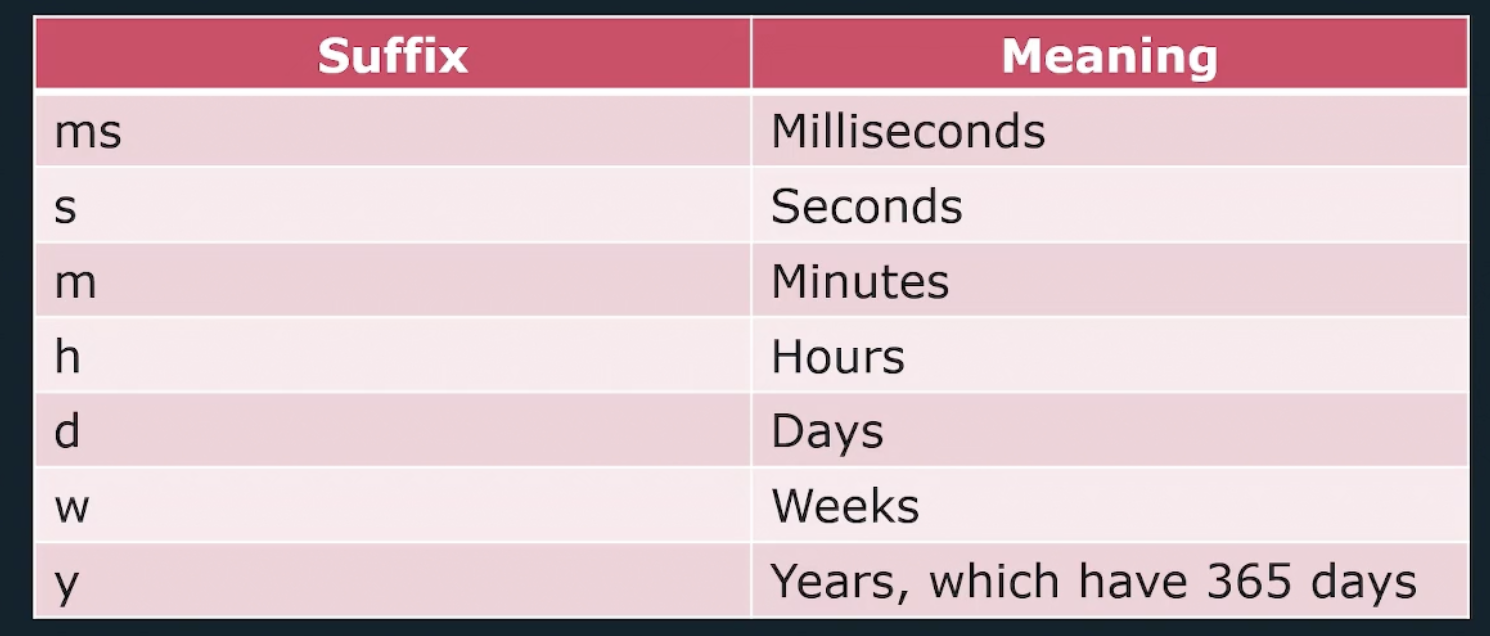 Suffix Meaning
ms Milliseconds
s Seconds
m Minutes
h Hours
d Days
w Weeks
y Years, which have 365 days